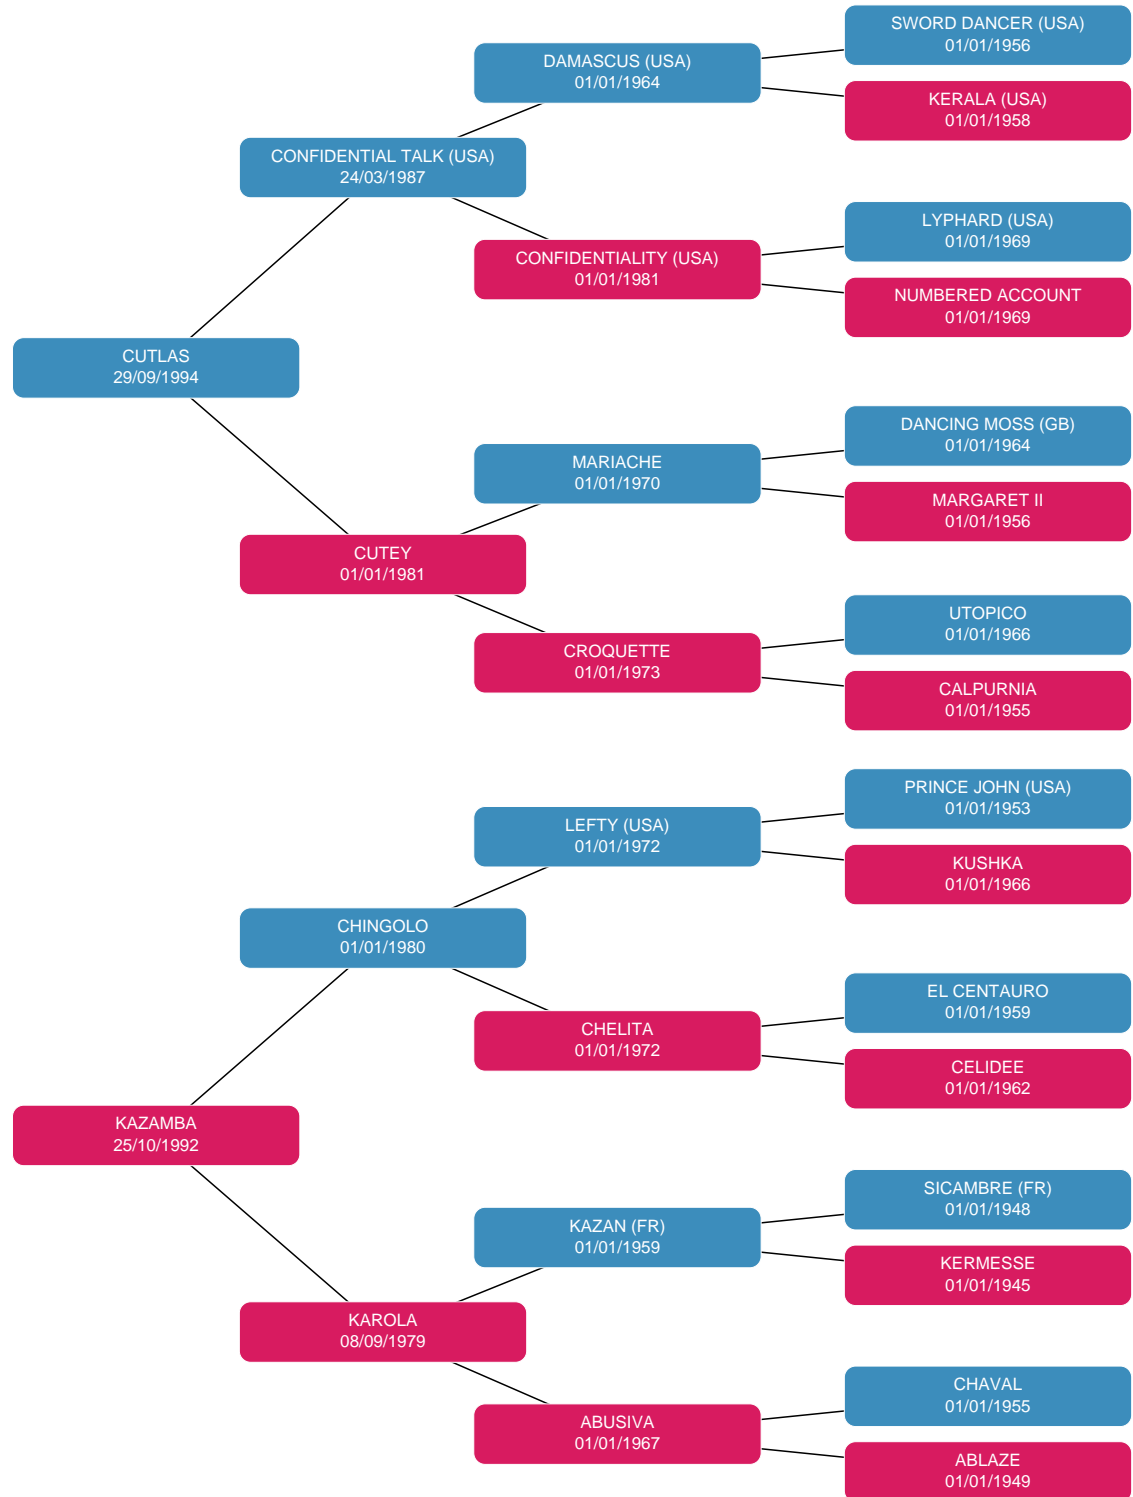 SWORD DANCER (USA)
01/01/1956
DAMASCUS (USA)
01/01/1964
KERALA (USA)
01/01/1958
CONFIDENTIAL TALK (USA)
24/03/1987
LYPHARD (USA)
01/01/1969
CONFIDENTIALITY (USA)
01/01/1981
NUMBERED ACCOUNT
01/01/1969
CUTLAS
29/09/1994
DANCING MOSS (GB)
01/01/1964
MARIACHE
01/01/1970
MARGARET II
01/01/1956
CUTEY
01/01/1981
UTOPICO
01/01/1966
CROQUETTE
01/01/1973
CALPURNIA
01/01/1955
PRINCE JOHN (USA)
01/01/1953
LEFTY (USA)
01/01/1972
KUSHKA
01/01/1966
CHINGOLO
01/01/1980
EL CENTAURO
01/01/1959
CHELITA
01/01/1972
CELIDEE
01/01/1962
KAZAMBA
25/10/1992
SICAMBRE (FR)
01/01/1948
KAZAN (FR)
01/01/1959
KERMESSE
01/01/1945
KAROLA
08/09/1979
CHAVAL
01/01/1955
ABUSIVA
01/01/1967
ABLAZE
01/01/1949